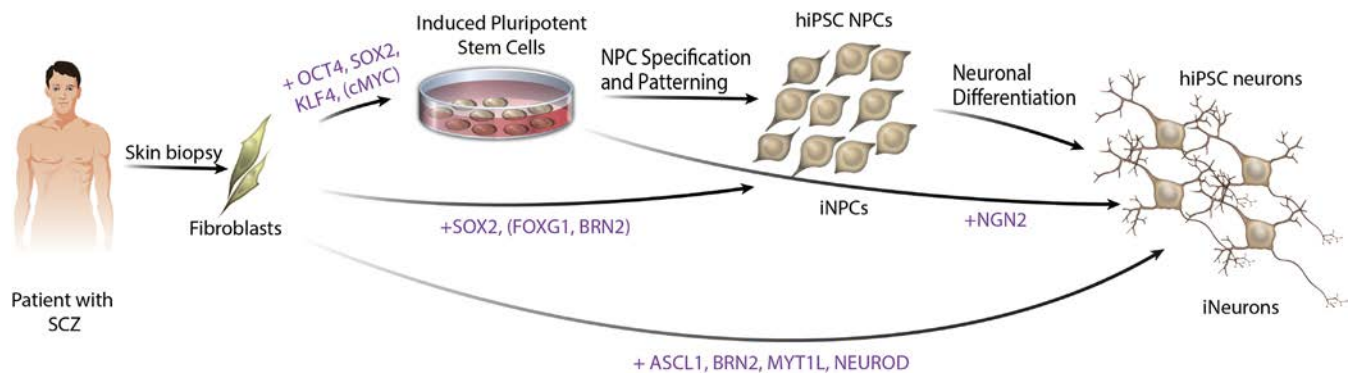 Patient with
SCZ
Skin biopsy
Fibroblasts
+ OCT4, SOX2,
KLF4, (cMYC)
Induced Pluripotent
Stem Cells
NPC Specification
and Patterning
hiPSC NPCs
iNPCs
Neuronal
Differentiation
hiPSC neurons
iNeurons
+SOX2, (FOXG1, BRN2)
+NGN2
+ ASCL1, BRN2, MYT1L, NEUROD